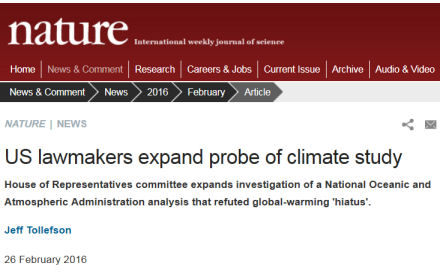 nature International weekly journal of science
Home News & Comment Research Careers & Jobs Current Issue Archive Audio & Video
News & Comment News 2016 February Article
NATURE | NEWS
US lawmakers expand probe of climate study
House of Representatives committee expands investigation of a National Oceanic and
Atmospheric Administration analysis that refuted global-warming 'hiatus'.
Jeff Tollefson
26 February 2016